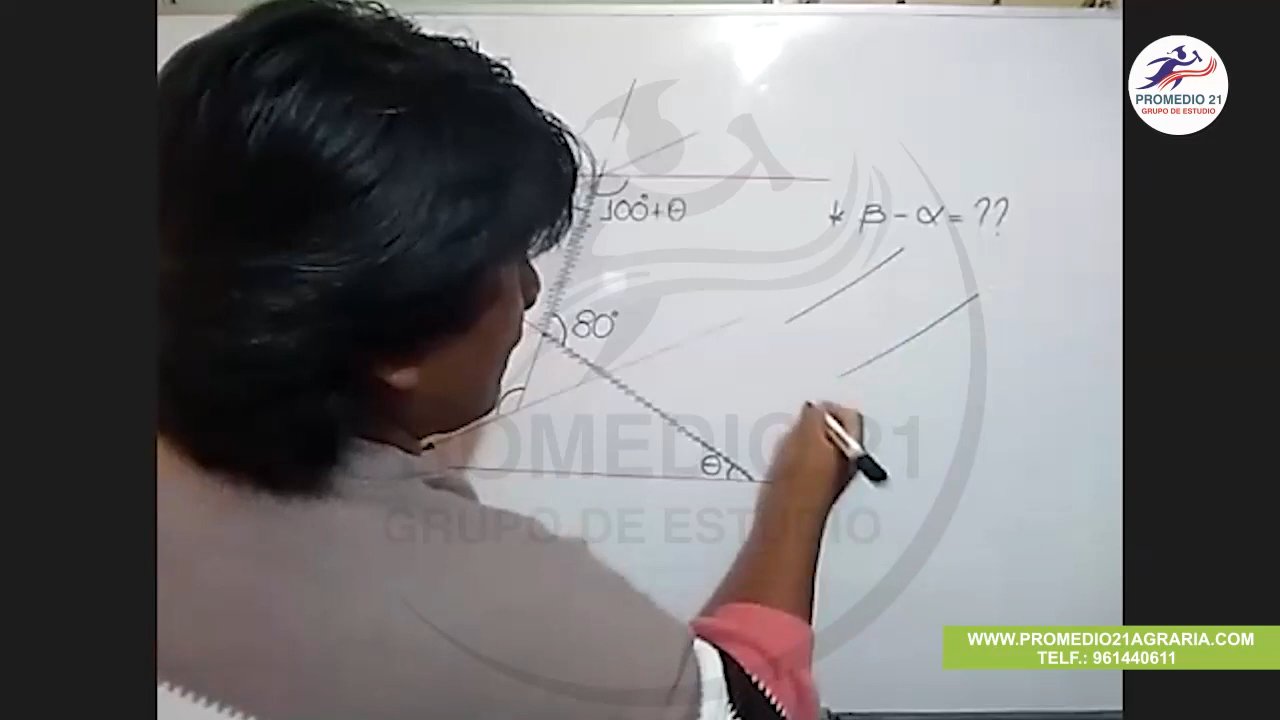 PROMEDIO 21
GRUPO DE ESTUDIO
100°+θ
* β - α = ??
80°
PROMEDIO 21
θ
GRUPO DE ESTUDIO
WWW.PROMEDIO21AGRARIA.COM
TELF.: 961440611